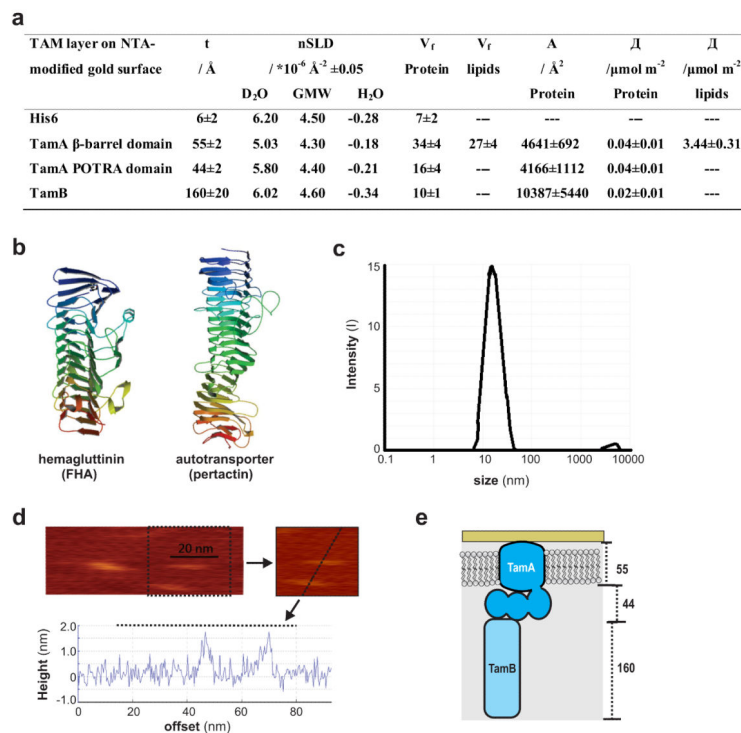 a
TAM layer on NTA- t nSLD Vf Vf A Д Д
modified gold surface / Å / *10-6 Å-2 ±0.05 Protein lipids / Å2 /µmol m-2 /µmol m-2
D2O GMW H2O Protein Protein lipids
His6 6±2 6.20 4.50 -0.28 7±2 --- --- --- ---
TamA β-barrel domain 55±2 5.03 4.30 -0.18 34±4 27±4 4641±692 0.04±0.01 3.44±0.31
TamA POTRA domain 44±2 5.80 4.40 -0.21 16±4 --- 4166±1112 0.04±0.01 ---
TamB 160±20 6.02 4.60 -0.34 10±1 --- 10387±5440 0.02±0.01 ---
b
hemagluttinin
(FHA)
autotransporter
(pertactin)
c
Intensity (I)
15
10
5
0
0.1 1 10 100 1000 10000
size (nm)
d
20 nm
Height (nm)
2.0
1.0
0
-1.0
0 20 40 60 80
offset (nm)
e
TamA
55
44
TamB
160